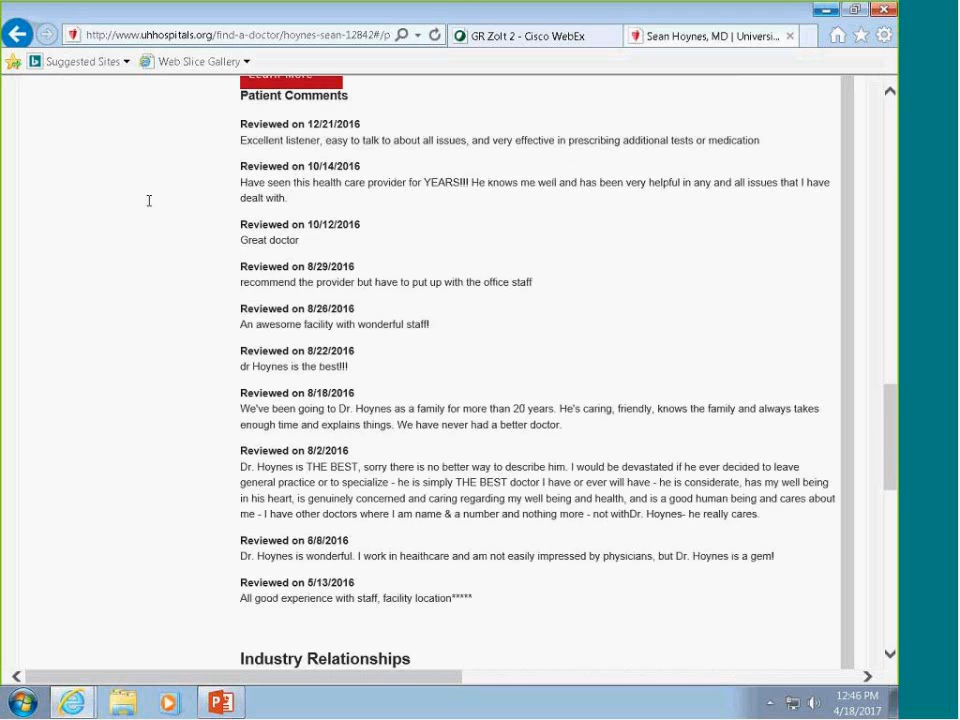 http://www.uhhospitals.org/find-a-doctor/hoynes-sean-12842#/p
GR Zolt 2 - Cisco WebEx
Sean Hoynes, MD | Universi...
Suggested Sites
Web Slice Gallery
Learn More
Patient Comments
Reviewed on 12/21/2016
Excellent listener, easy to talk to about all issues, and very effective in prescribing additional tests or medication
Reviewed on 10/14/2016
Have seen this health care provider for YEARS!!! He knows me well and has been very helpful in any and all issues that I have
dealt with.
Reviewed on 10/12/2016
Great doctor
Reviewed on 8/29/2016
recommend the provider but have to put up with the office staff
Reviewed on 8/26/2016
An awesome facility with wonderful staff!
Reviewed on 8/22/2016
dr Hoynes is the best!!!
Reviewed on 8/18/2016
We've been going to Dr. Hoynes as a family for more than 20 years. He's caring, friendly, knows the family and always takes
enough time and explains things. We have never had a better doctor.
Reviewed on 8/2/2016
Dr. Hoynes is THE BEST, sorry there is no better way to describe him. I would be devastated if he ever decided to leave
general practice or to specialize - he is simply THE BEST doctor I have or ever will have - he is considerate, has my well being
in his heart, is genuinely concerned and caring regarding my well being and health, and is a good human being and cares about
me - I have other doctors where I am name & a number and nothing more - not withDr. Hoynes- he really cares.
Reviewed on 6/8/2016
Dr. Hoynes is wonderful. I work in healthcare and am not easily impressed by physicians, but Dr. Hoynes is a gem!
Reviewed on 5/13/2016
All good experience with staff, facility location*****
Industry Relationships
12:46 PM
4/18/2017